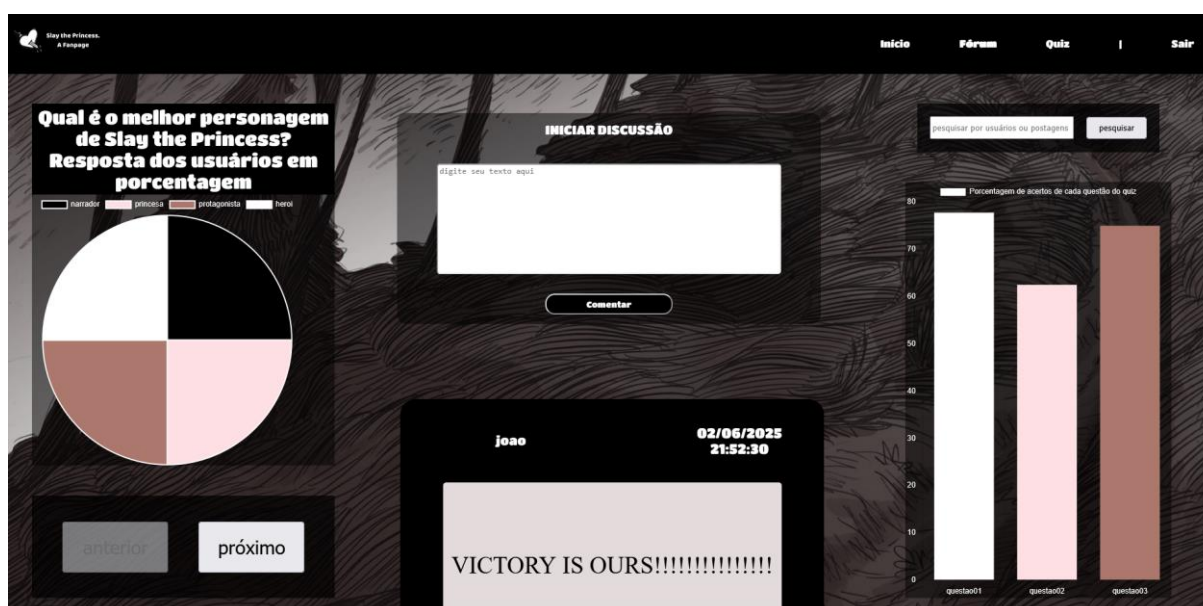 Slay the Princess.
A Fanpage
Início
Fórum
Quiz
|
Sair
Qual é o melhor personagem
de Slay the Princess?
Resposta dos usuários em
porcentagem
narrador
princesa
protagonista
heroi
anterior
próximo
INICIAR DISCUSSÃO
digite seu texto aqui
Comentar
joao
02/06/2025
21:52:30
VICTORY IS OURS!!!!!!!!!!!!!!!
pesquisar por usuários ou postagens
pesquisar
Porcentagem de acertos de cada questão do quiz
80
70
60
50
40
30
20
10
0
questao01
questao02
questao03